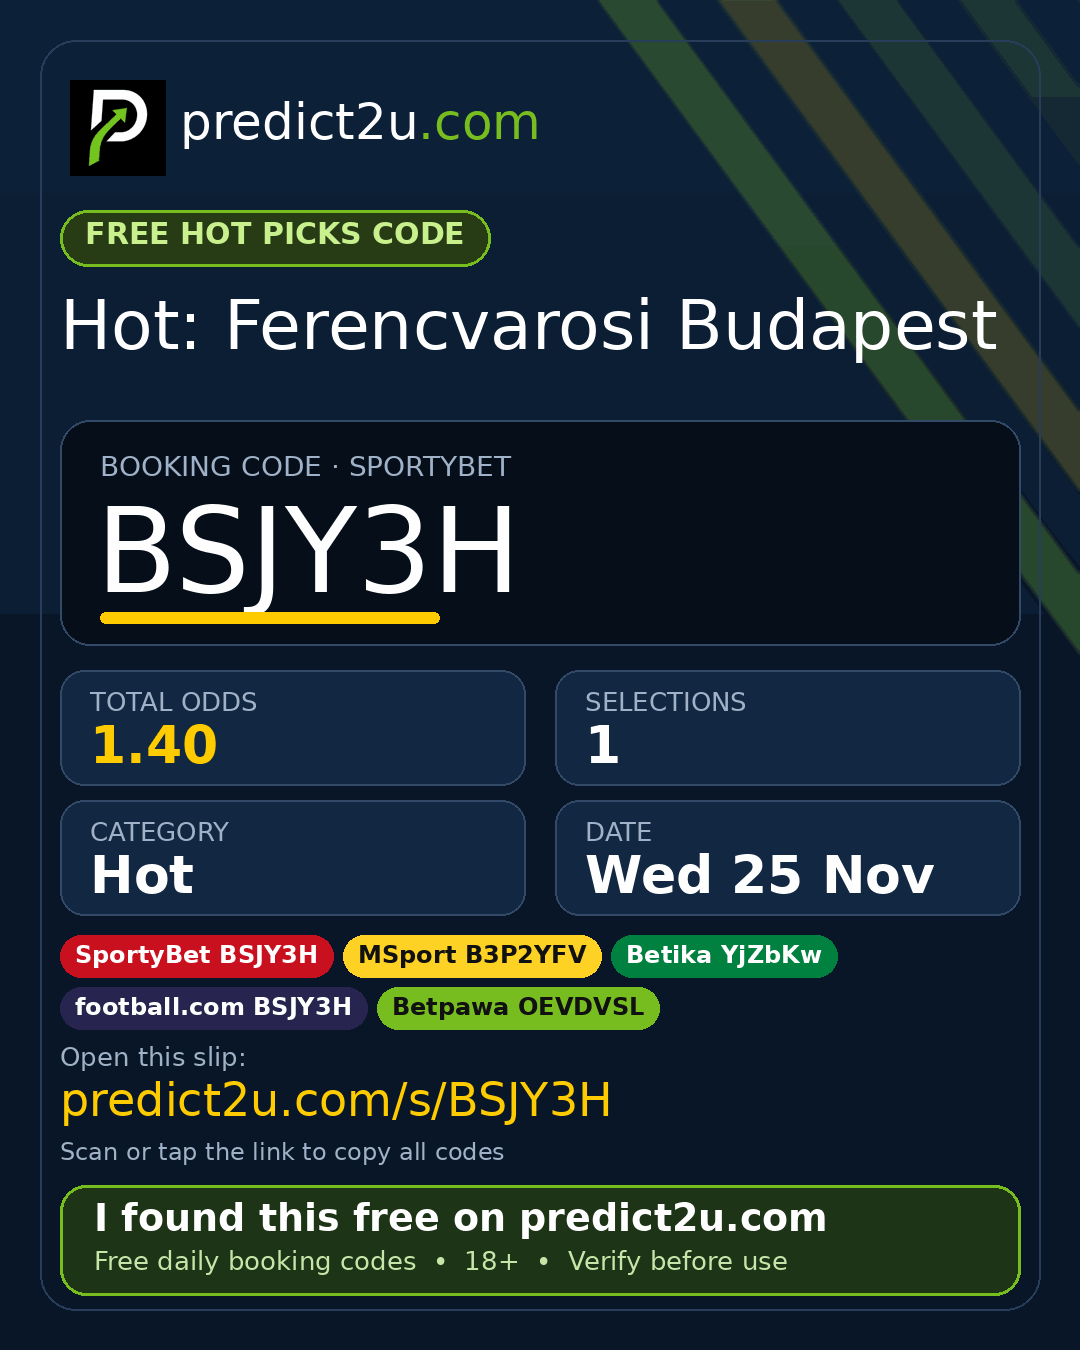 predict2u.com
FREE HOT PICKS CODE
Hot: Ferencvarosi Budapest
BOOKING CODE · SPORTYBET
BSJY3H
TOTAL ODDS
1.40
SELECTIONS
1
CATEGORY
Hot
DATE
Wed 25 Nov
SportyBet BSJY3H
MSport B3P2YFV
Betika YjZbKw
football.com BSJY3H
Betpawa OEVDVSL
Open this slip:
predict2u.com/s/BSJY3H
Scan or tap the link to copy all codes
I found this free on predict2u.com
Free daily booking codes • 18+ • Verify before use